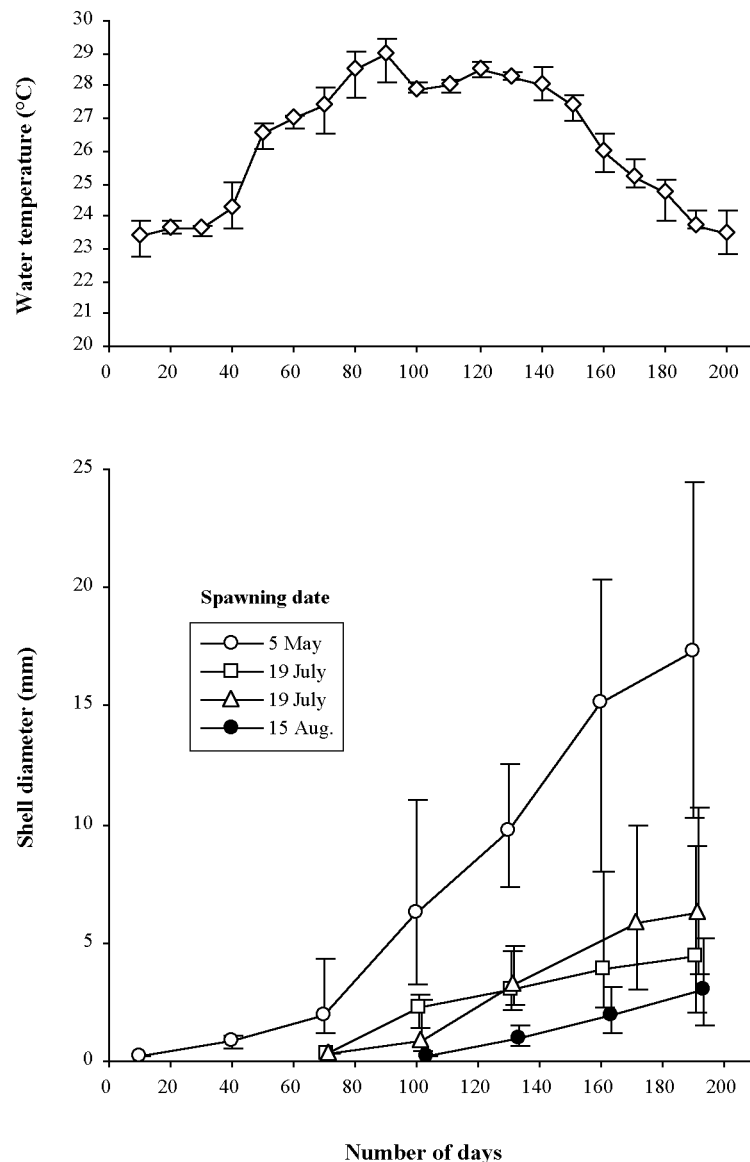 30
29
28
27
26
25
24
23
22
21
20
Water temperature (°C)
0 20 40 60 80 100 120 140 160 180 200
25
20
15
10
5
0
Shell diameter (mm)
Spawning date
5 May
19 July
19 July
15 Aug.
0 20 40 60 80 100 120 140 160 180 200
Number of days